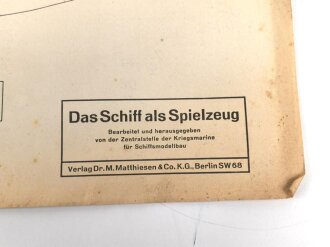 Das Schiff als Spielzeug
Bearbeitet und herausgegeben
von der Zentralstelle der Kriegsmarine
für Schiffsmodellbau
Verlag Dr. M. Matthiesen & Co. K.G., Berlin SW 68